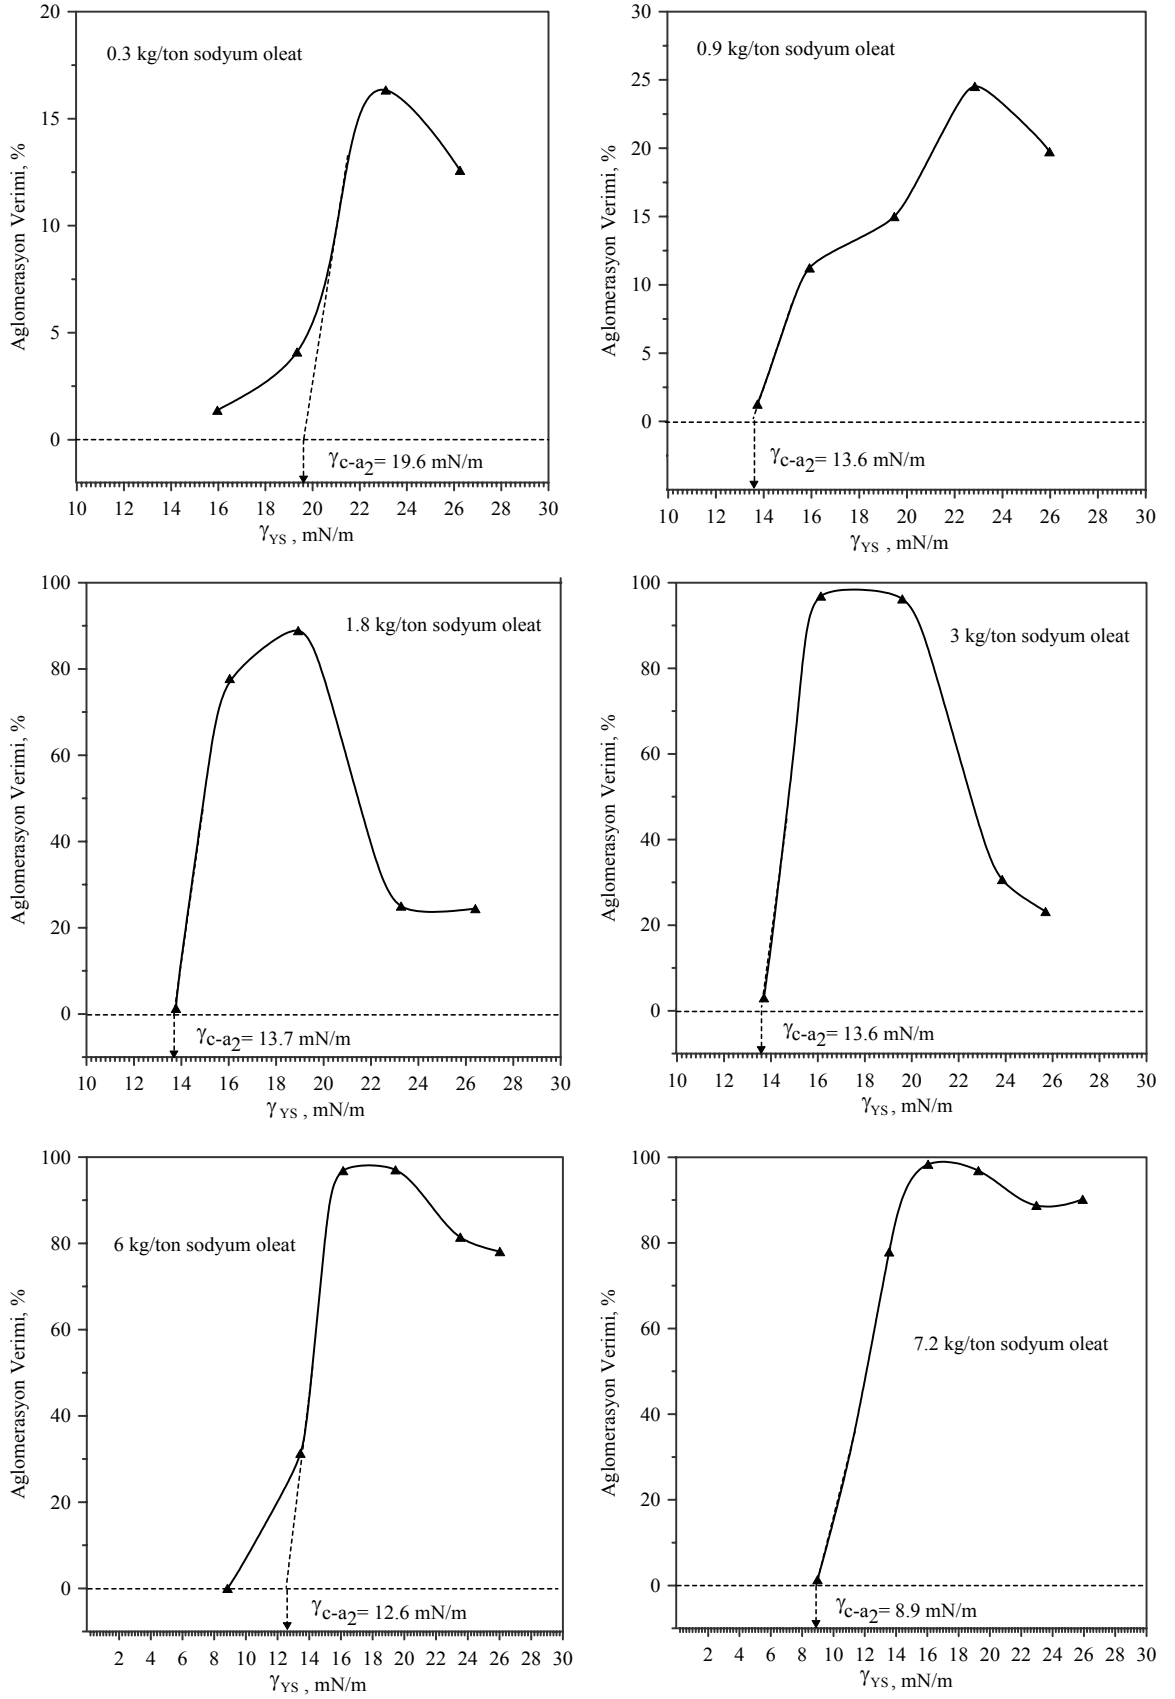 20
15
10
5
0
Aglomerasyon Verimi, %
0.3 kg/ton sodyum oleat
γc-a2= 19.6 mN/m
10 12 14 16 18 20 22 24 26 28 30
γYS , mN/m
30
25
20
15
10
5
0
Aglomerasyon Verimi, %
0.9 kg/ton sodyum oleat
γc-a2= 13.6 mN/m
10 12 14 16 18 20 22 24 26 28 30
γYS , mN/m
100
80
60
40
20
0
Aglomerasyon Verimi, %
1.8 kg/ton sodyum oleat
γc-a2= 13.7 mN/m
10 12 14 16 18 20 22 24 26 28 30
γYS , mN/m
100
80
60
40
20
0
Aglomerasyon Verimi, %
3 kg/ton sodyum oleat
γc-a2= 13.6 mN/m
10 12 14 16 18 20 22 24 26 28 30
γYS , mN/m
100
80
60
40
20
0
Aglomerasyon Verimi, %
6 kg/ton sodyum oleat
γc-a2= 12.6 mN/m
2 4 6 8 10 12 14 16 18 20 22 24 26 28 30
γYS , mN/m
100
80
60
40
20
0
Aglomerasyon Verimi, %
7.2 kg/ton sodyum oleat
γc-a2= 8.9 mN/m
2 4 6 8 10 12 14 16 18 20 22 24 26 28 30
γYS , mN/m